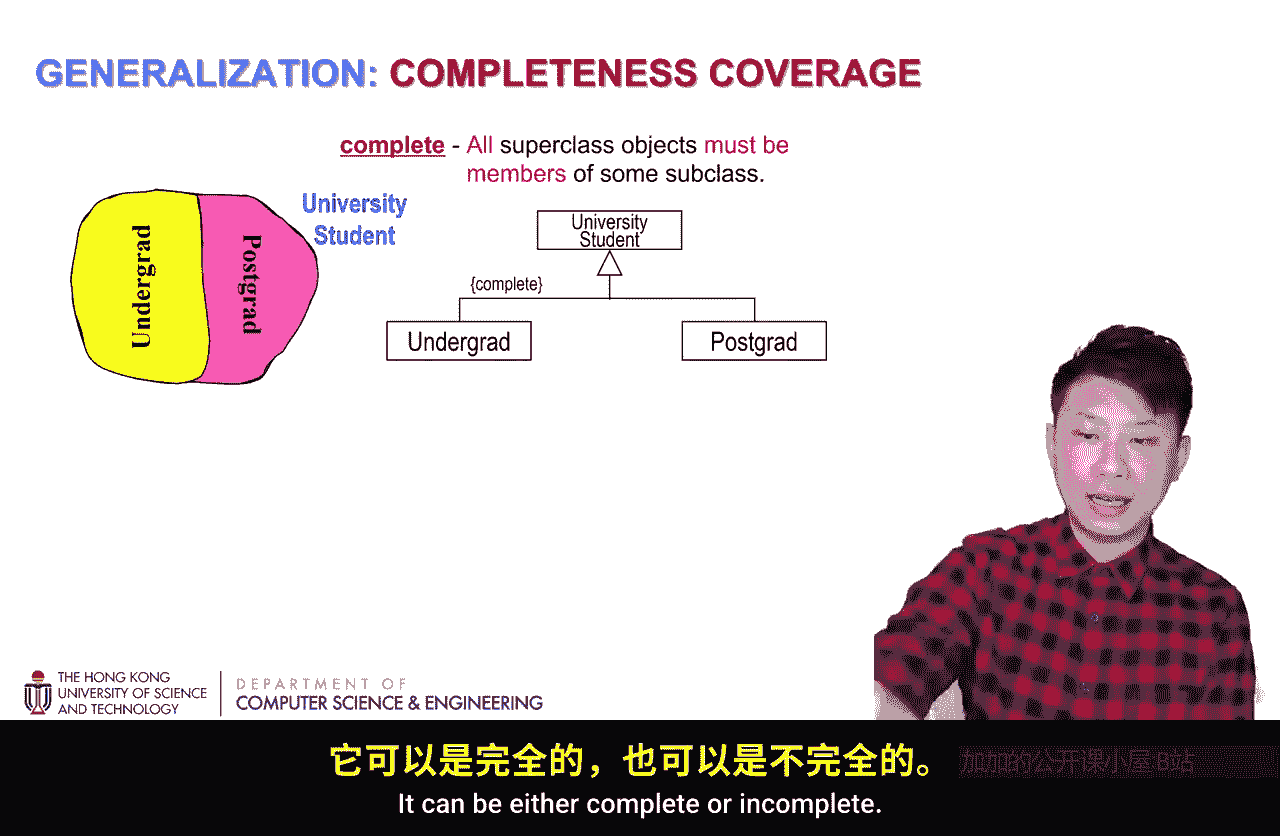 GENERALIZATION: COMPLETENESS COVERAGE
complete - All superclass objects must be
members of some subclass.
Undergrad
Postgrad
University
Student
University
Student
{complete}
Undergrad
Postgrad
THE HONG KONG
UNIVERSITY OF SCIENCE
AND TECHNOLOGY
DEPARTMENT OF
COMPUTER SCIENCE & ENGINEERING
它可以是完全的，也可以是不完全的。
加加的公开课小屋 B站
It can be either complete or incomplete.